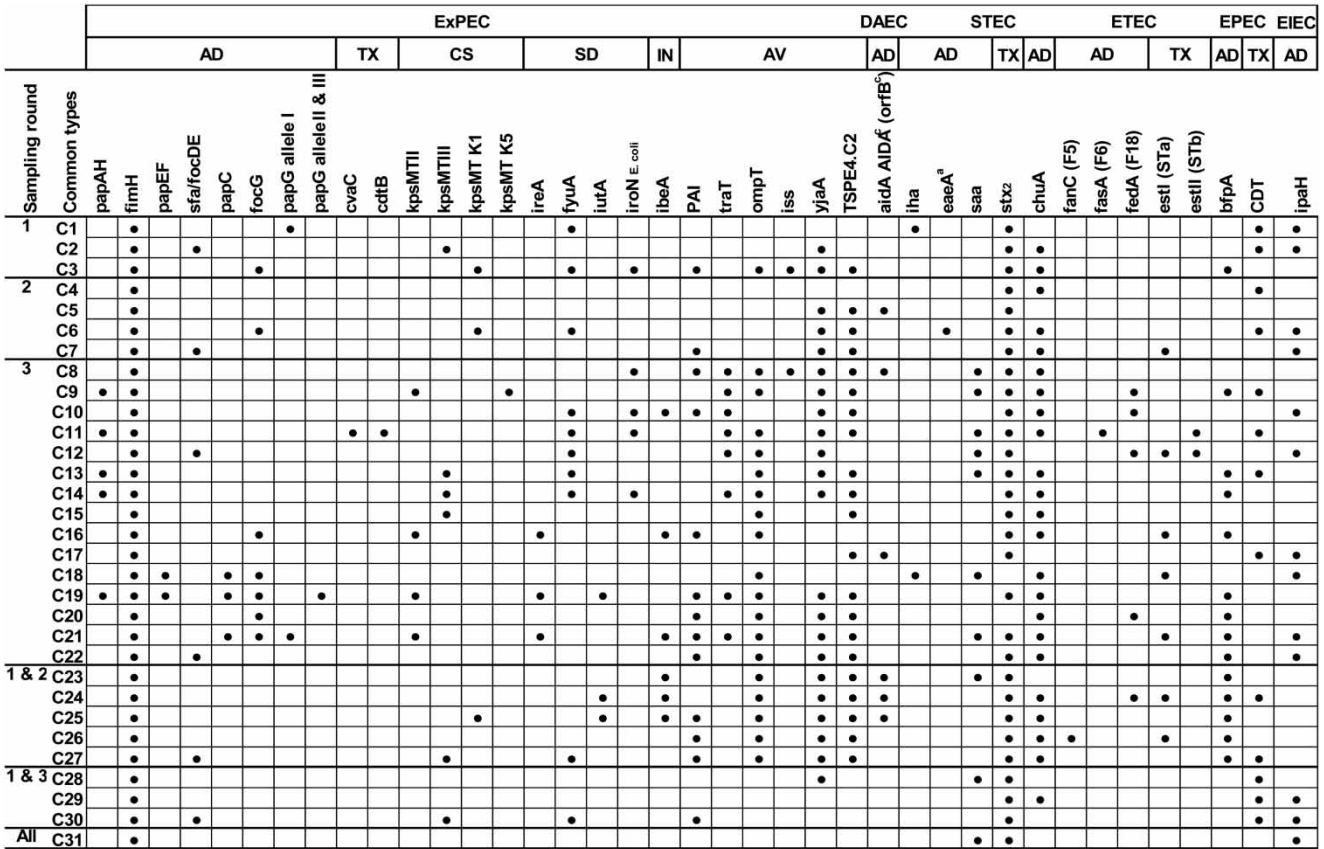 ExPEC DAEC STEC ETEC EPEC EIEC
AD TX CS SD IN AV AD AD TX AD AD TX AD TX AD
Sampling round
Common types
papAH
fimH
papEF
sfa/focDE
papC
focG
papG allele I
papG alleleII & III
cvaC
cdtB
kpsMTII
kpsMTIII
kpsMT K1
kpsMT K5
ireA
fyuA
iutA
iroN E. coli
ibeA
PAI
traT
ompT
iss
yjaA
TSPE4.C2
aidA AIDA (orfB c)
iha
eaeA a
saa
stx2
chuA
fanC (F5)
fasA (F6)
fedA (F18)
estI (STa)
estII (STb)
bfpA
CDT
ipaH
1 C1
C2
C3
2 C4
C5
C6
C7
3 C8
C9
C10
C11
C12
C13
C14
C15
C16
C17
C18
C19
C20
C21
C22
1 & 2 C23
C24
C25
C26
C27
1 & 3 C28
C29
C30
All C31